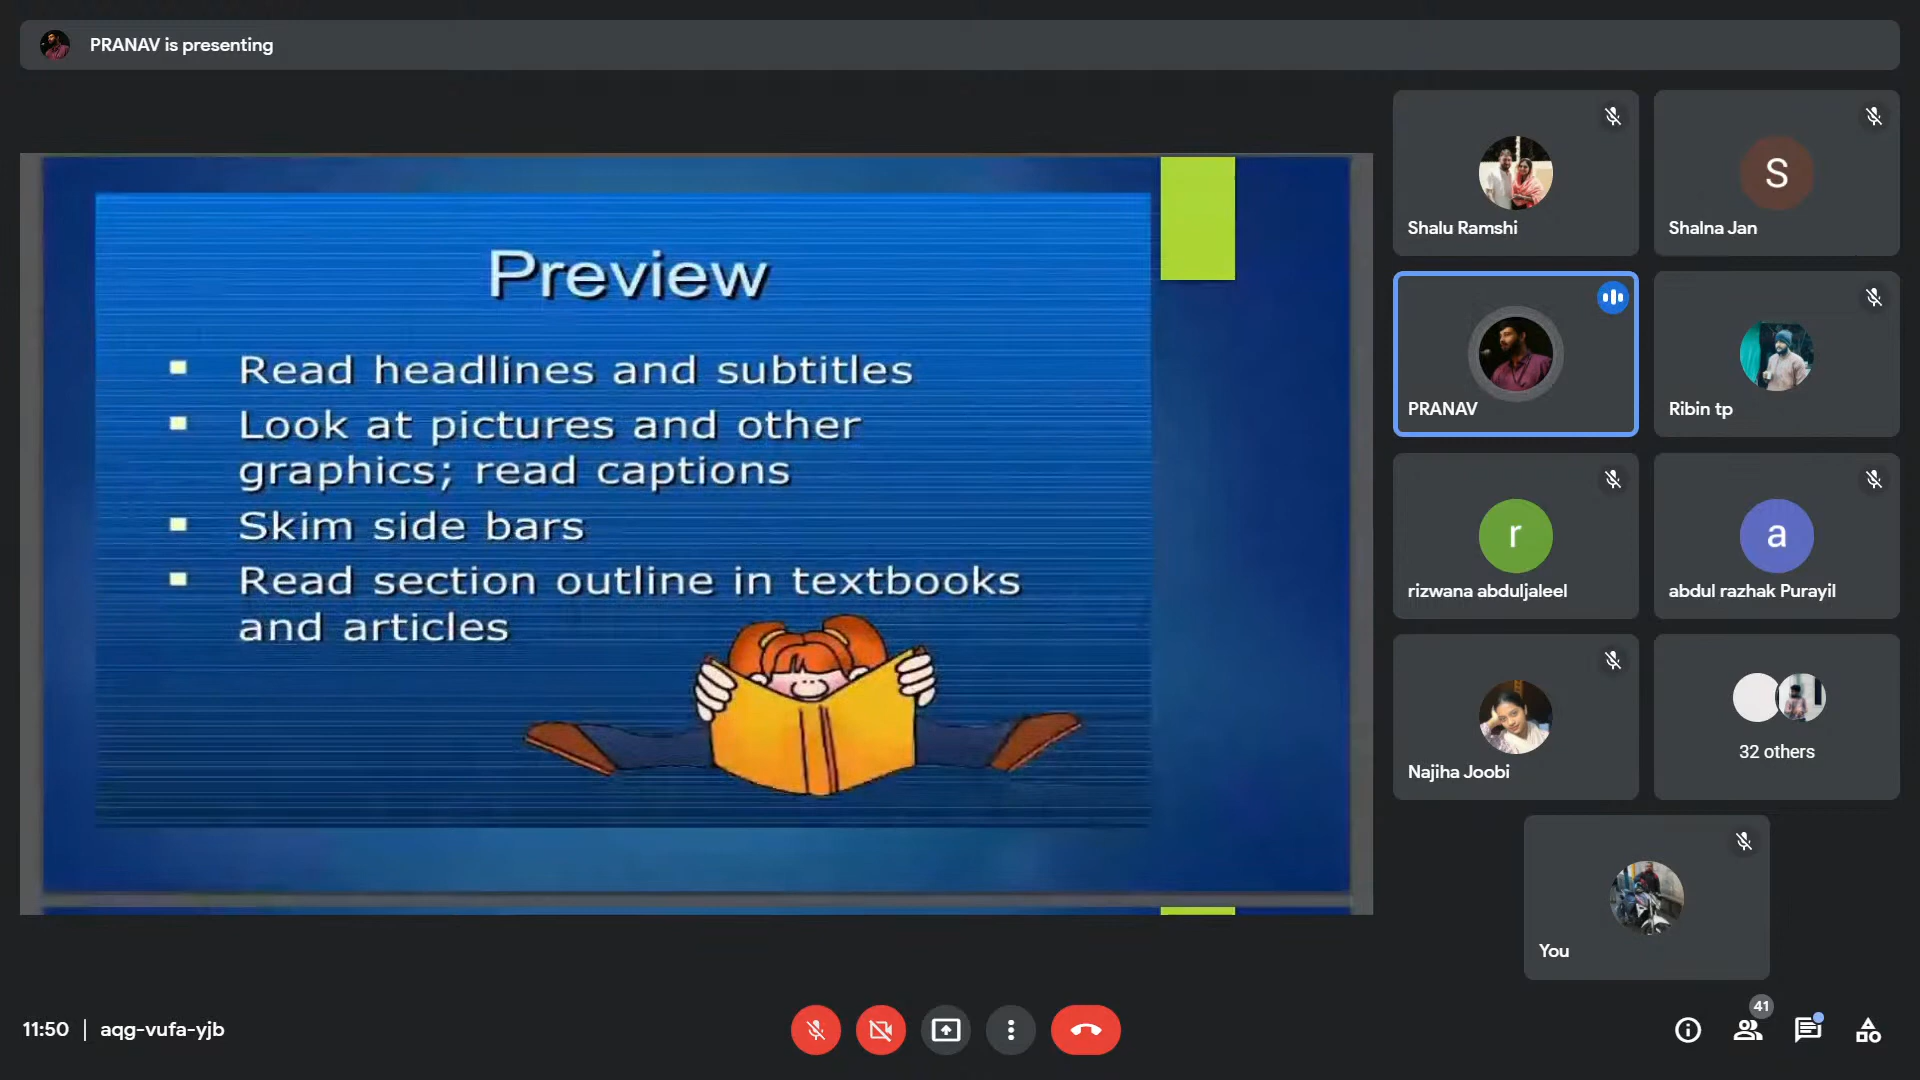 PRANAV is presenting
Preview
Read headlines and subtitles
Look at pictures and other
graphics; read captions
Skim side bars
Read section outline in textbooks
and articles
Shalu Ramshi
S
Shalna Jan
PRANAV
Ribin tp
r
rizwana abduljaleel
a
abdul razhak Purayil
Najiha Joobi
32 others
You
11:50 | aqg-vufa-yjb
41